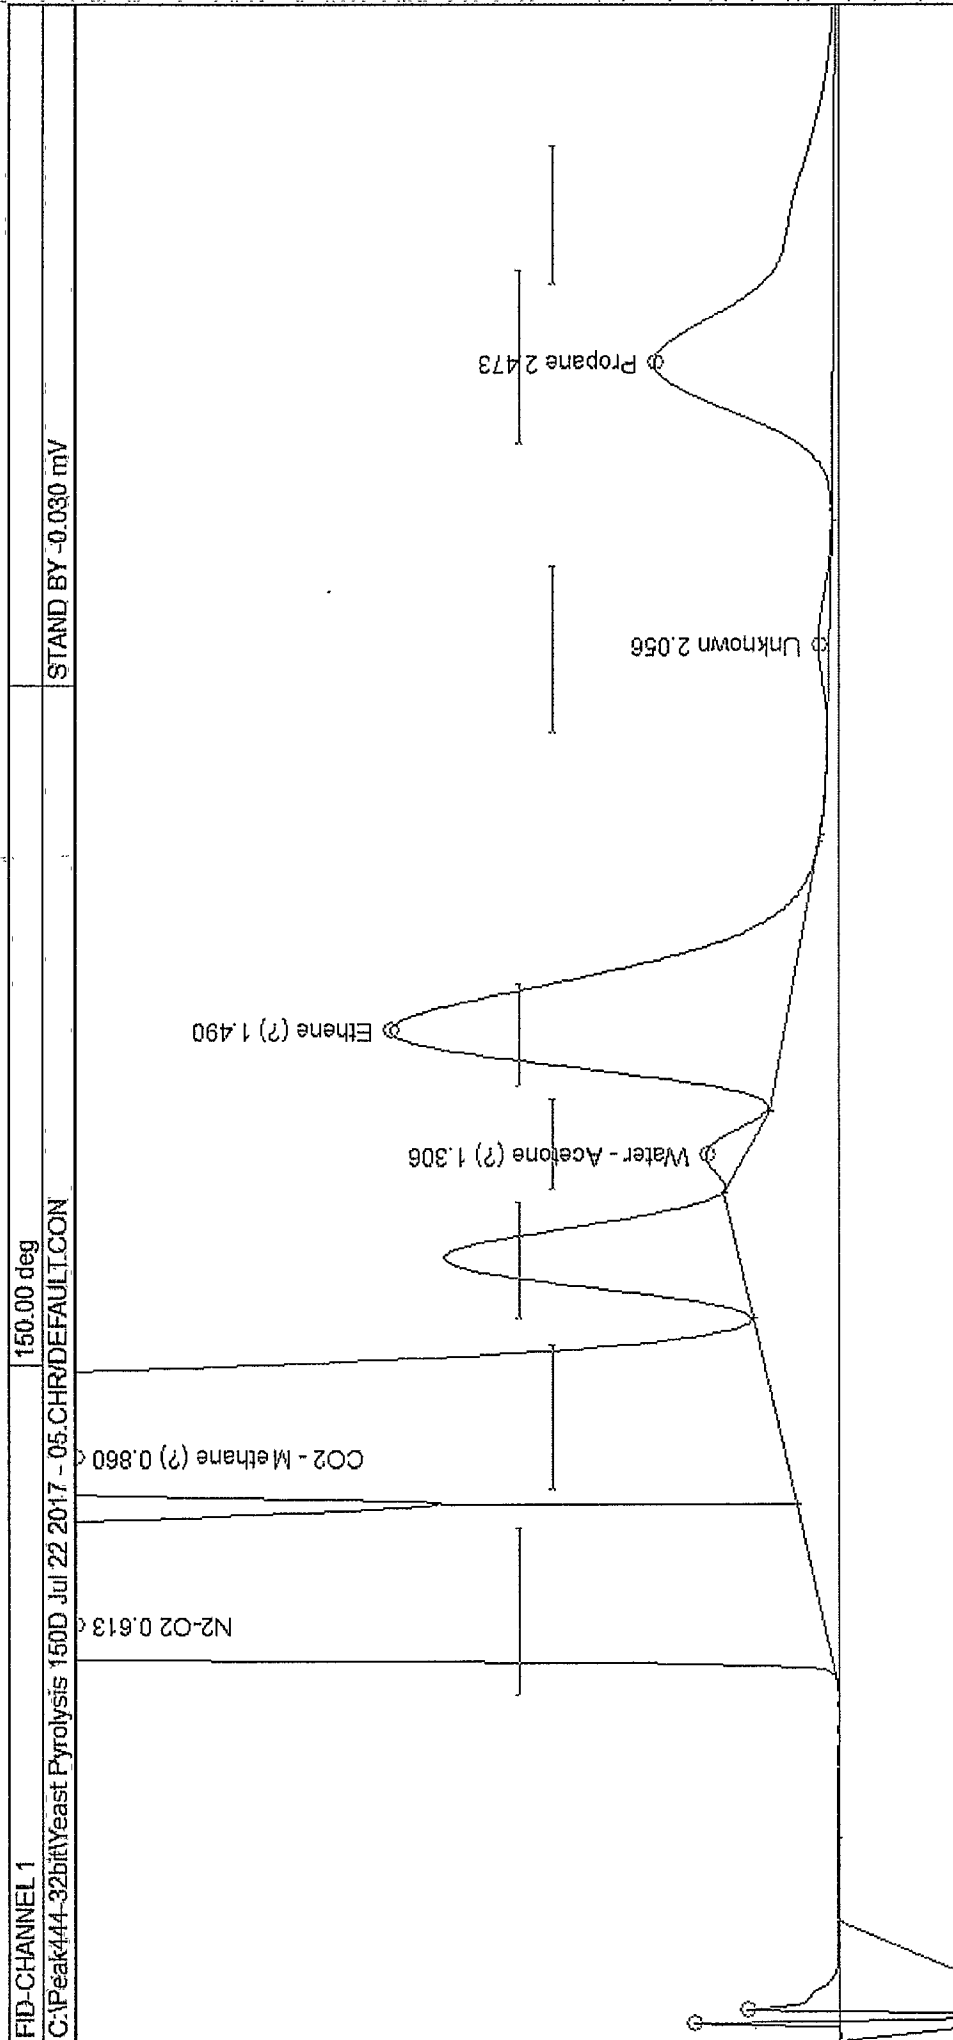 FID-CHANNEL 1
150.00 deg
C:\Peak444-32bit\Yeast Pyrolysis 150D Jul 22 2017 - 05.CHR/DEFAULT.CON
STAND BY -0.030 mV
N2-O2 0.613
CO2 - Methane (?) 0.860
Water - Acetone (?) 1.306
Ethene (?) 1.490
Unknown 2.056
Propane 2.473